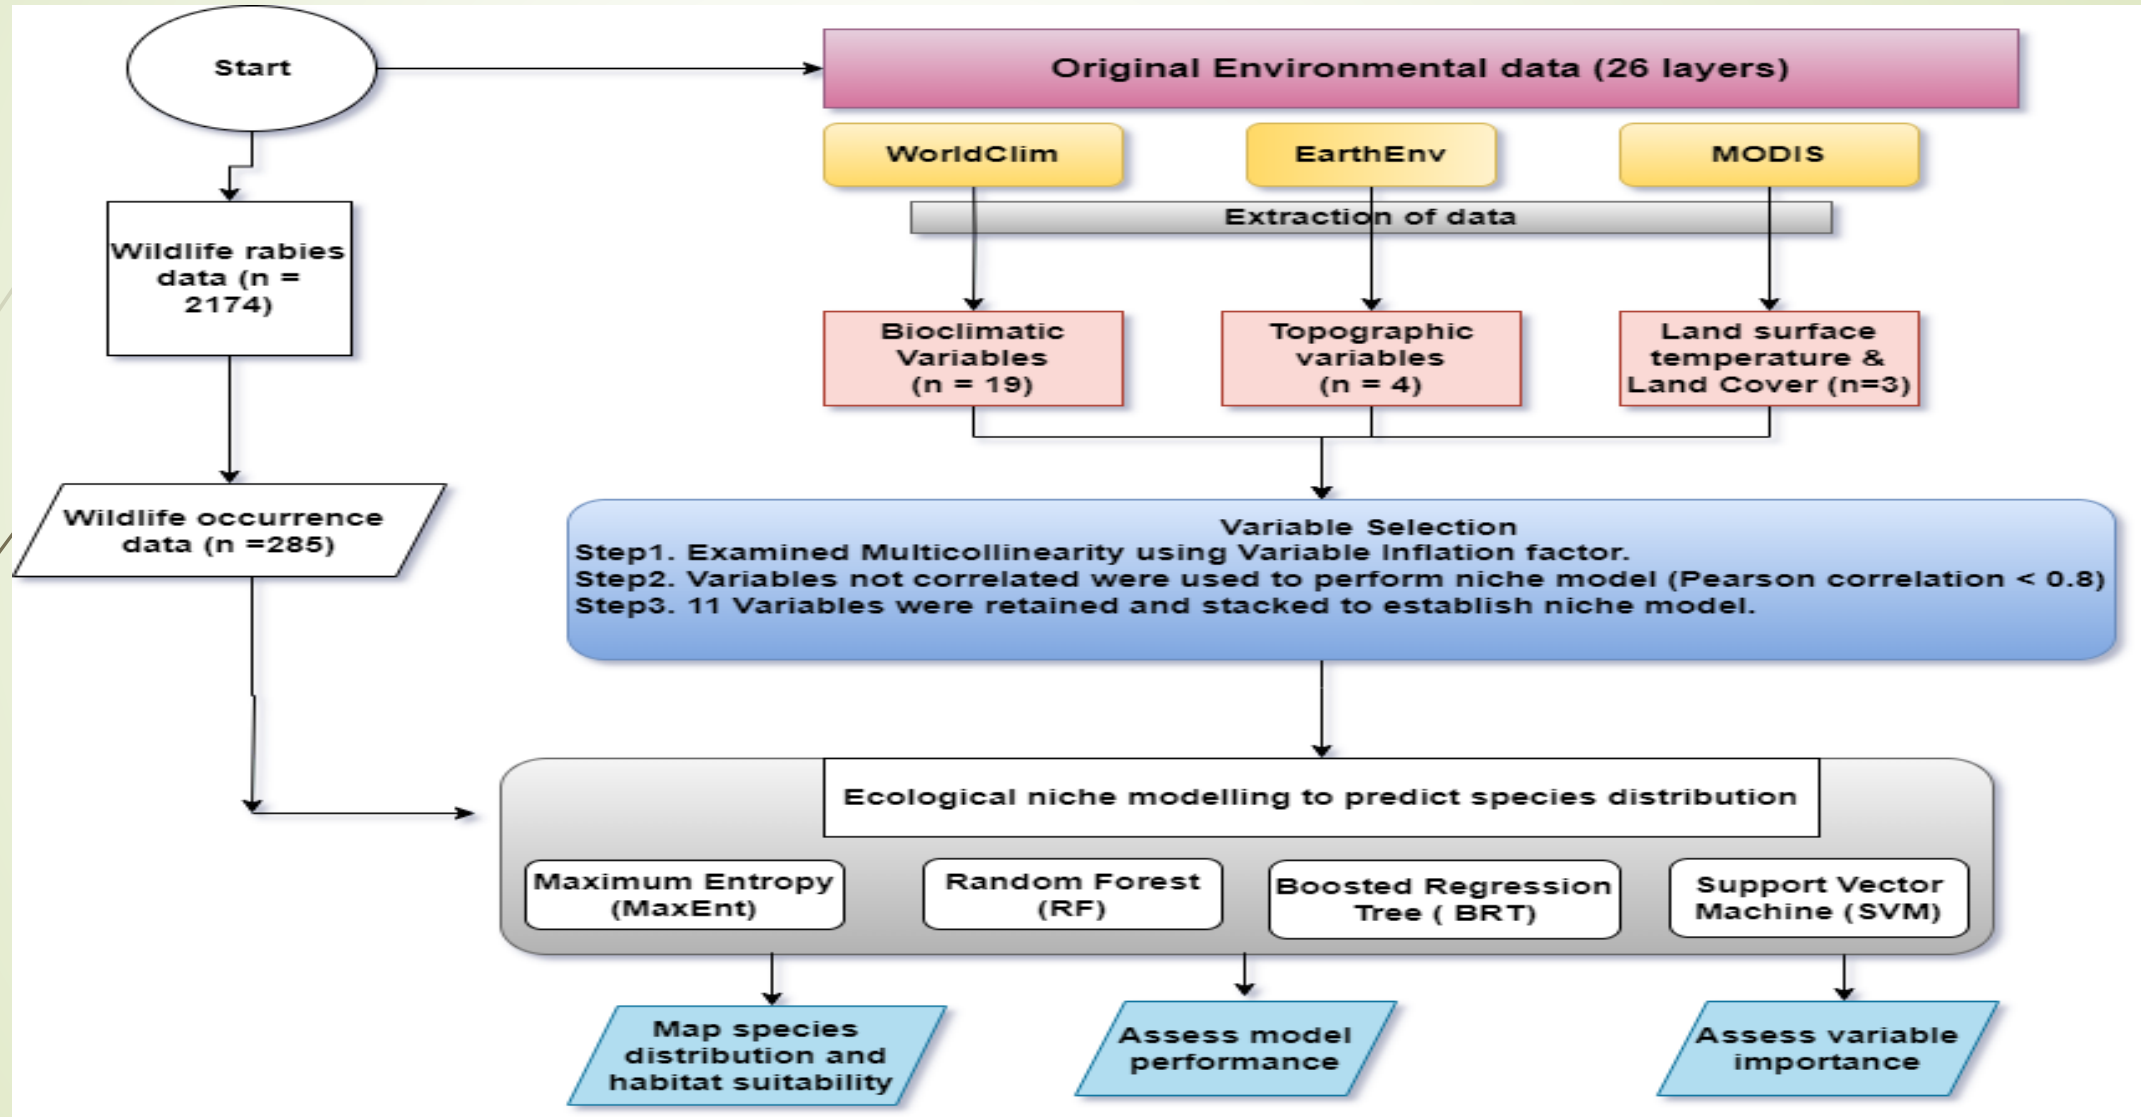 Start
Original Environmental data (26 layers)
WorldClim
EarthEnv
MODIS
Extraction of data
Wildlife rabies
data (n =
2174)
Bioclimatic
Variables
(n = 19)
Topographic
variables
(n = 4)
Land surface
temperature &
Land Cover (n=3)
Wildlife occurrence
data (n =285)
Variable Selection
Step1. Examined Multicollinearity using Variable Inflation factor.
Step2. Variables not correlated were used to perform niche model (Pearson correlation < 0.8)
Step3. 11 Variables were retained and stacked to establish niche model.
Ecological niche modelling to predict species distribution
Maximum Entropy
(MaxEnt)
Random Forest
(RF)
Boosted Regression
Tree ( BRT)
Support Vector
Machine (SVM)
Map species
distribution and
habitat suitability
Assess model
performance
Assess variable
importance